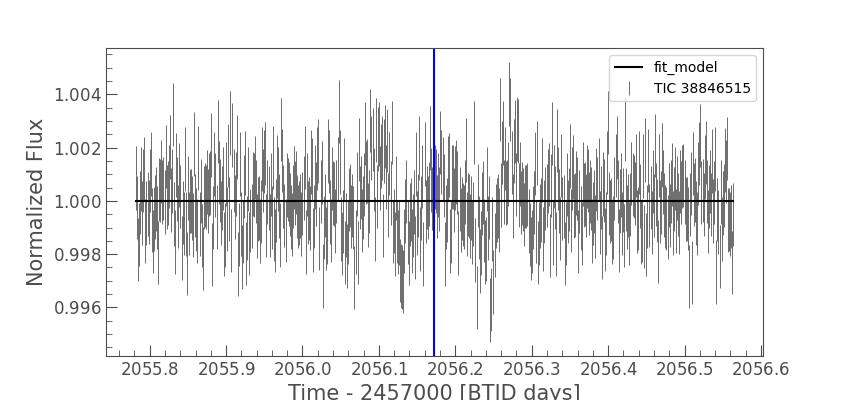 fit_model
TIC 38846515
1.004
1.002
1.000
0.998
0.996
Normalized Flux
2055.8 2055.9 2056.0 2056.1 2056.2 2056.3 2056.4 2056.5 2056.6
Time - 2457000 [BTJD days]